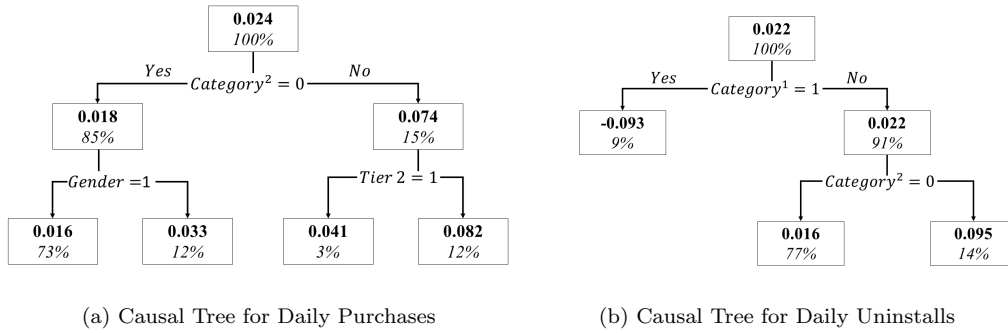 0.024
100%
Yes
Category² = 0
No
0.018
85%
0.074
15%
Gender =1
Tier 2 = 1
0.016
73%
0.033
12%
0.041
3%
0.082
12%
(a) Causal Tree for Daily Purchases
0.022
100%
Yes
Category¹ = 1
No
-0.093
9%
0.022
91%
Category² = 0
0.016
77%
0.095
14%
(b) Causal Tree for Daily Uninstalls